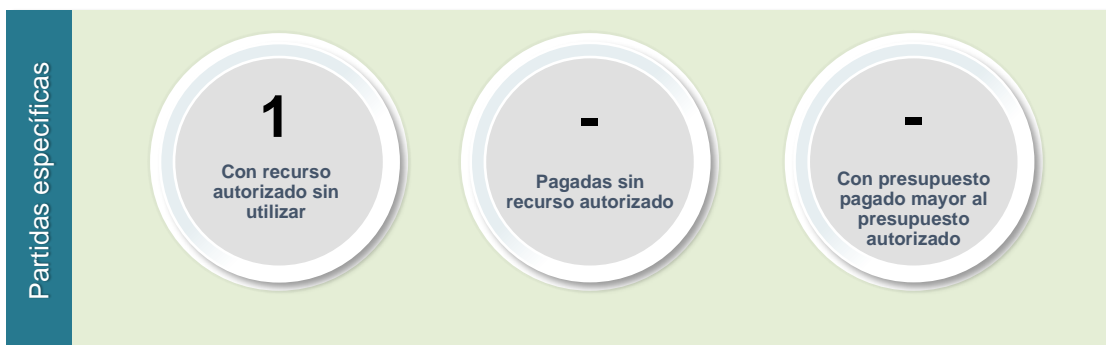 Partidas específicas
1
Con recurso
autorizado sin
utilizar
-
Pagadas sin
recurso autorizado
-
Con presupuesto
pagado mayor al
presupuesto
autorizado